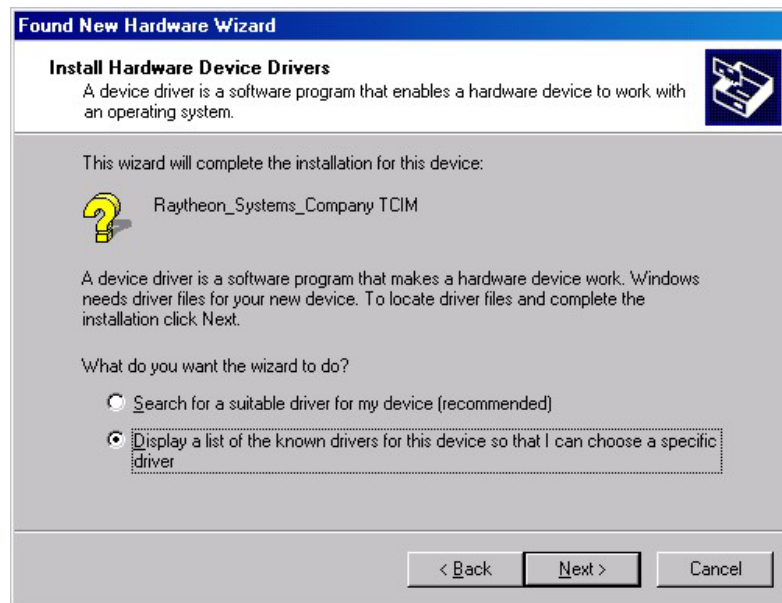 Found New Hardware Wizard
Install Hardware Device Drivers
A device driver is a software program that enables a hardware device to work with
an operating system.
This wizard will complete the installation for this device:
Raytheon_Systems_Company TCIM
A device driver is a software program that makes a hardware device work. Windows
needs driver files for your new device. To locate driver files and complete the
installation click Next.
What do you want the wizard to do?
Search for a suitable driver for my device (recommended)
Display a list of the known drivers for this device so that I can choose a specific
driver
< Back Next > Cancel